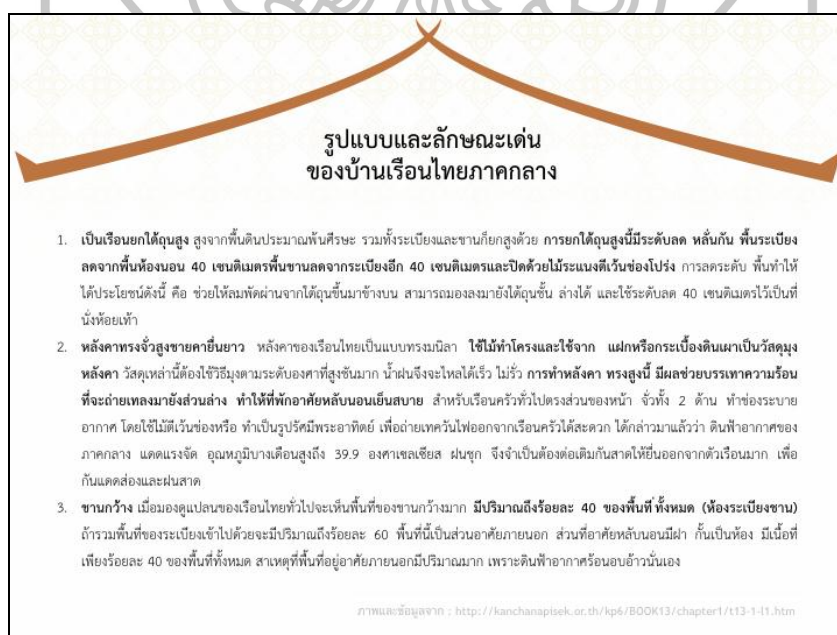 รูปแบบและลักษณะเด่น
ของบ้านเรือนไทยภาคกลาง
1. เป็นเรือนยกใต้ถุนสูง สูงจากพื้นดินประมาณพ้นศีรษะ รวมทั้งระเบียงและชานก็ยกสูงด้วย การยกใต้ถุนสูงนี้มีระดับลด หลั่นกัน พื้นระเบียง
ลดจากพื้นห้องนอน 40 เซนติเมตรพื้นชานลดจากระเบียงอีก 40 เซนติเมตรและปิดด้วยไม้ระแนงตีเว้นช่องโปร่ง การลดระดับ พื้นทำให้
ได้ประโยชน์ดังนี้ คือ ช่วยให้ลมพัดผ่านจากใต้ถุนขึ้นมาข้างบน สามารถมองลงมายังใต้ถุนชั้น ล่างได้ และใช้ระดับลด 40 เซนติเมตรไว้เป็นที่
นั่งห้อยเท้า
2. หลังคาทรงจั่วสูงชายคายื่นยาว หลังคาของเรือนไทยเป็นแบบทรงมนิลา ใช้ไม้ทำโครงและใช้จาก แฝกหรือกระเบื้องดินเผาเป็นวัสดุมุง
หลังคา วัสดุเหล่านี้ต้องใช้วิธีมุงตามระดับองศาที่สูงชันมาก น้ำฝนจึงจะไหลได้เร็ว ไม่รั่ว การทำหลังคา ทรงสูงนี้ มีผลช่วยบรรเทาความร้อน
ที่จะถ่ายเทลงมายังส่วนล่าง ทำให้ที่พักอาศัยหลับนอนเย็นสบาย สำหรับเรือนครัวทั่วไปตรงส่วนของหน้า จั่วทั้ง 2 ด้าน ทำช่องระบาย
อากาศ โดยใช้ไม้ตีเว้นช่องหรือ ทำเป็นรูปรัศมีพระอาทิตย์ เพื่อถ่ายเทควันไฟออกจากเรือนครัวได้สะดวก ได้กล่าวมาแล้วว่า ดินฟ้าอากาศของ
ภาคกลาง แดดแรงจัด อุณหภูมิบางเดือนสูงถึง 39.9 องศาเซลเซียส ฝนชุก จึงจำเป็นต้องต่อเติมกันสาดให้ยื่นออกจากตัวเรือนมาก เพื่อ
กันแดดส่องและฝนสาด
3. ชานกว้าง เมื่อมองดูแปลนของเรือนไทยทั่วไปจะเห็นพื้นที่ของชานกว้างมาก มีปริมาณถึงร้อยละ 40 ของพื้นที่ทั้งหมด (ห้องระเบียงชาน)
ถ้ารวมพื้นที่ของระเบียงเข้าไปด้วยจะมีปริมาณถึงร้อยละ 60 พื้นที่นี้เป็นส่วนอาศัยภายนอก ส่วนที่อาศัยหลับนอนมีฝา กั้นเป็นห้อง มีเนื้อที่
เพียงร้อยละ 40 ของพื้นที่ทั้งหมด สาเหตุที่พื้นที่อยู่อาศัยภายนอกมีปริมาณมาก เพราะดินฟ้าอากาศร้อนอบอ้าวนั่นเอง
ภาพและข้อมูลจาก : http://kanchanapisek.or.th/kp6/BOOK13/chapter1/t13-1-l1.htm